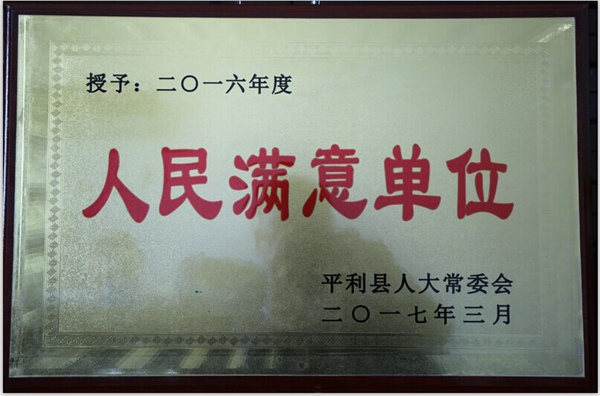 授予：二〇一六年度
人民满意单位
平利县人大常委会
二〇一七年三月